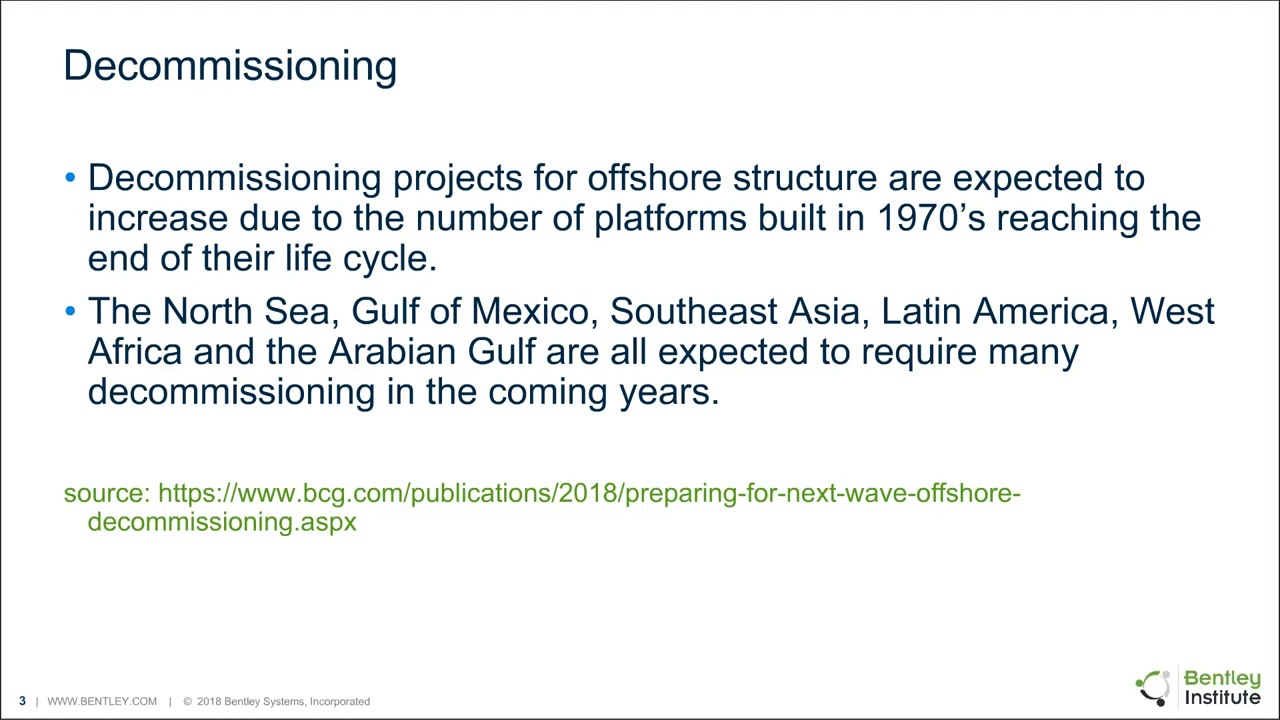 Decommissioning
• Decommissioning projects for offshore structure are expected to
increase due to the number of platforms built in 1970’s reaching the
end of their life cycle.
• The North Sea, Gulf of Mexico, Southeast Asia, Latin America, West
Africa and the Arabian Gulf are all expected to require many
decommissioning in the coming years.
source: https://www.bcg.com/publications/2018/preparing-for-next-wave-offshore-
decommissioning.aspx
3 | WWW.BENTLEY.COM | © 2018 Bentley Systems, Incorporated
Bentley
Institute